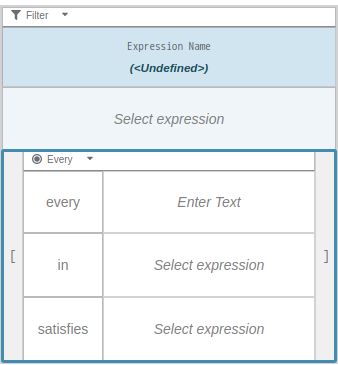 Filter
Expression Name
(<Undefined>)
Select expression
Every
every
Enter Text
[
in
Select expression
]
satisfies
Select expression